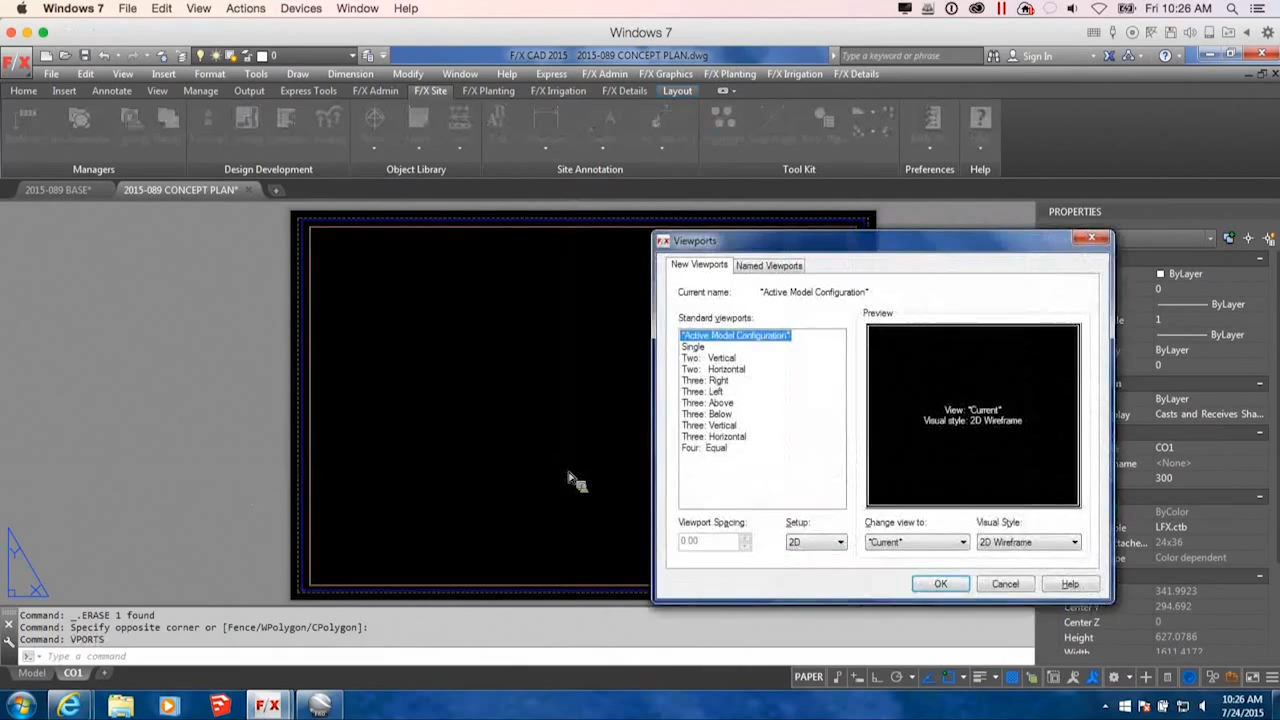 Windows 7 File Edit View Actions Devices Window Help Fri 10:26 AM
Windows 7
F/X F/X CAD 2015 2015-089 CONCEPT PLAN.dwg Type a keyword or phrase Sign In
0
File Edit View Insert Format Tools Draw Dimension Modify Window Help Express F/X Admin F/X Graphics F/X Planting F/X Irrigation F/X Details
Home Insert Annotate View Manage Output Express Tools F/X Admin F/X Site F/X Planting F/X Irrigation F/X Details Layout
Managers Design Development Object Library Site Annotation Tool Kit Preferences Help
2015-089 BASE* 2015-089 CONCEPT PLAN*
PROPERTIES
Viewports
New Viewports Named Viewports
Current name: *Active Model Configuration*
Standard viewports:
*Active Model Configuration*
Single
Two: Vertical
Two: Horizontal
Three: Right
Three: Left
Three: Above
Three: Below
Three: Vertical
Three: Horizontal
Four: Equal
Preview
View: *Current*
Visual style: 2D Wireframe
Viewport Spacing: Setup: Change view to: Visual Style:
0.00 2D *Current* 2D Wireframe
OK Cancel Help
ByLayer
0
ByLayer
1
ByLayer
ByLayer
0
ByLayer
Casts and Receives Sha...
CO1
<None>
300
ByColor
LFX.ctb
24x36
Color dependent
341.9923
294.692
Center Z 0
Height 627.0786
Width 1611.4172
Y
X
Command: _.ERASE 1 found
Command: Specify opposite corner or [Fence/WPolygon/CPolygon]:
Command: VPORTS
Type a command
Model CO1 +
PAPER
F/X
10:26 AM
7/24/2015